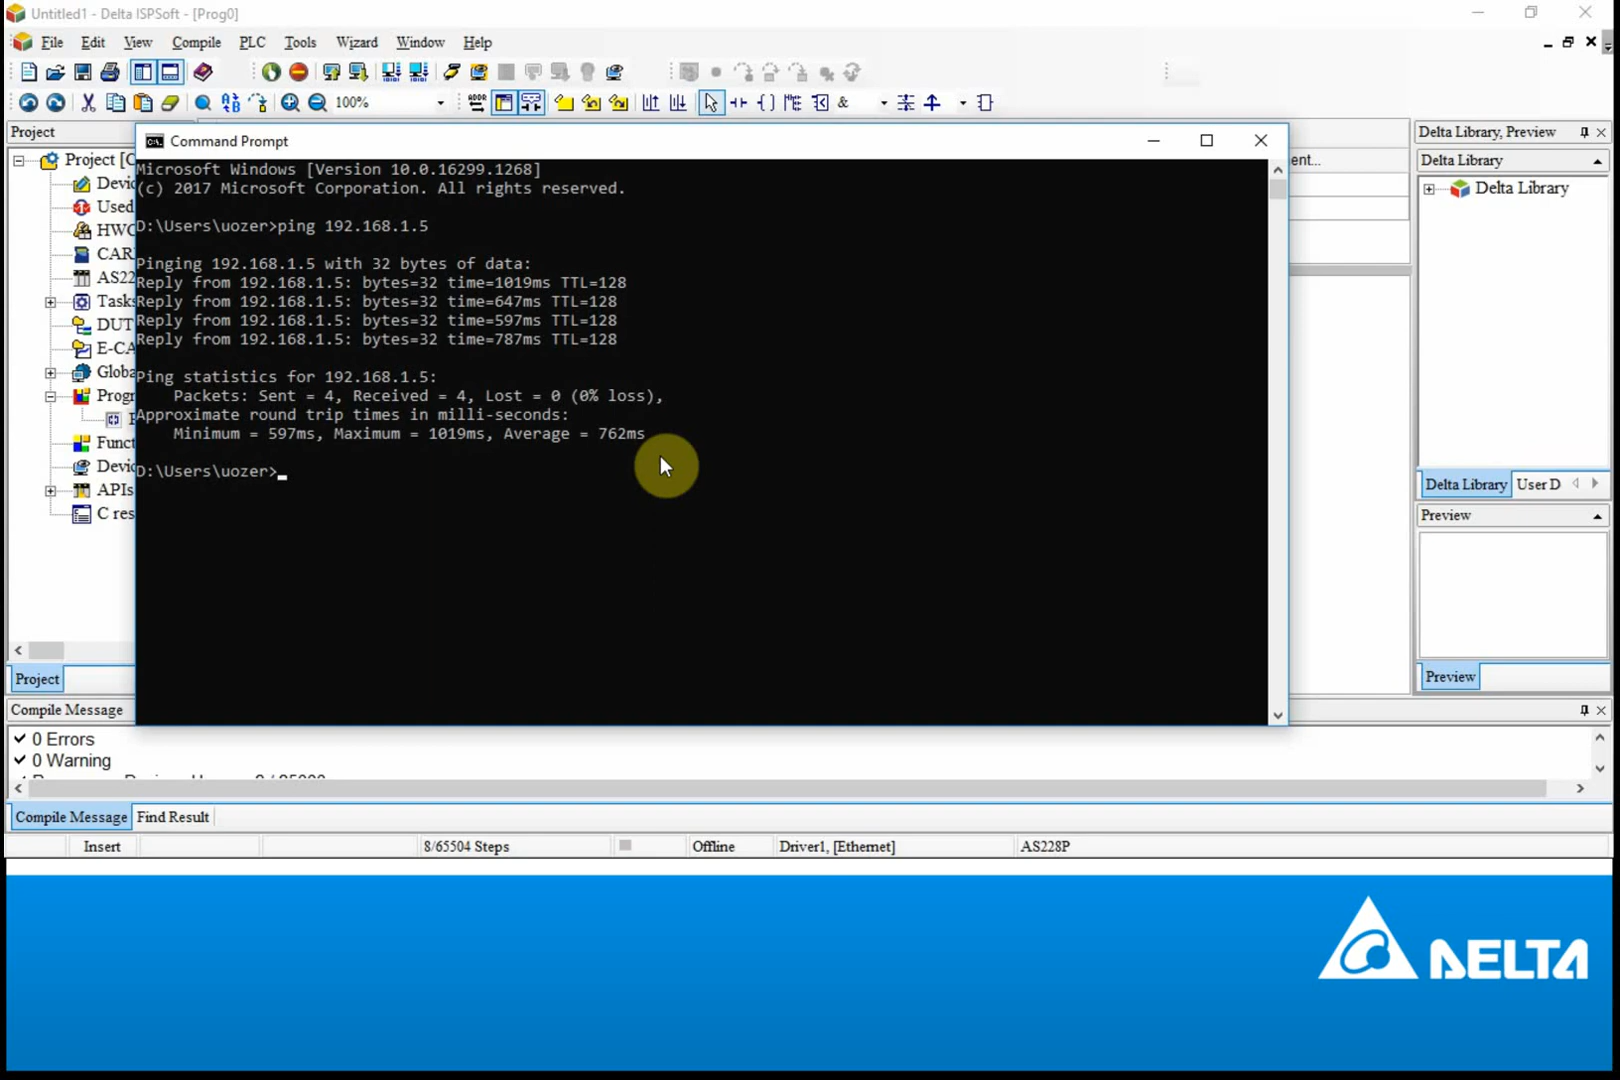 Untitled1 - Delta ISPSoft - [Prog0]
File Edit View Compile PLC Tools Wizard Window Help
100%
&
Project
Project [C
Devic
Used
HWC
CAR
AS22
Tasks
DUT
E-CA
Globa
Progr
Funct
Devic
APIs
C res
Project
Command Prompt
Microsoft Windows [Version 10.0.16299.1268]
(c) 2017 Microsoft Corporation. All rights reserved.
D:\Users\uozer>ping 192.168.1.5
Pinging 192.168.1.5 with 32 bytes of data:
Reply from 192.168.1.5: bytes=32 time=1019ms TTL=128
Reply from 192.168.1.5: bytes=32 time=647ms TTL=128
Reply from 192.168.1.5: bytes=32 time=597ms TTL=128
Reply from 192.168.1.5: bytes=32 time=787ms TTL=128
Ping statistics for 192.168.1.5:
Packets: Sent = 4, Received = 4, Lost = 0 (0% loss),
Approximate round trip times in milli-seconds:
Minimum = 597ms, Maximum = 1019ms, Average = 762ms
D:\Users\uozer>_
ent...
Delta Library, Preview
Delta Library
Delta Library
Delta Library User D
Preview
Preview
Compile Message
0 Errors
0 Warning
Compile Message Find Result
Insert 8/65504 Steps Offline Driver1, [Ethernet] AS228P
DELTA